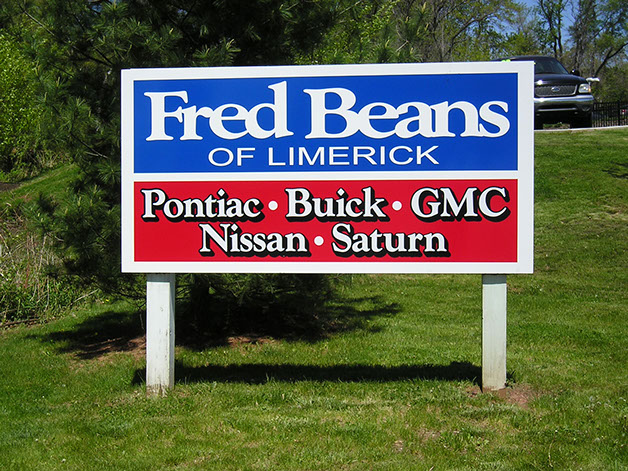 Fred Beans
OF LIMERICK
Pontiac • Buick • GMC
Nissan • Saturn